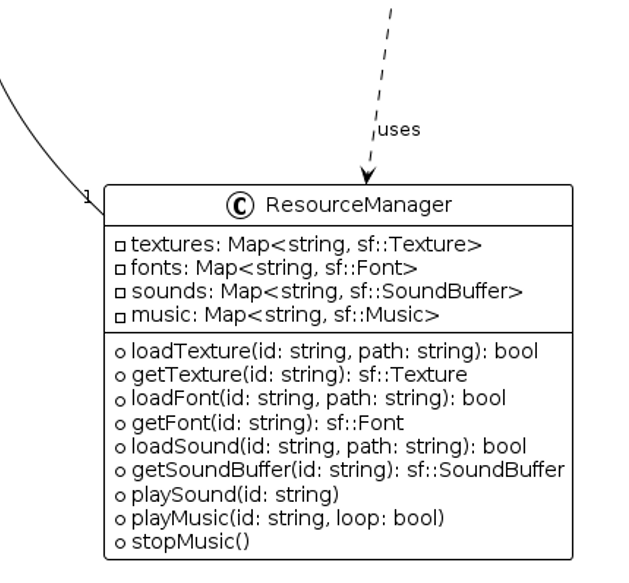 uses
1
C ResourceManager
textures: Map<string, sf::Texture>
fonts: Map<string, sf::Font>
sounds: Map<string, sf::SoundBuffer>
music: Map<string, sf::Music>
loadTexture(id: string, path: string): bool
getTexture(id: string): sf::Texture
loadFont(id: string, path: string): bool
getFont(id: string): sf::Font
loadSound(id: string, path: string): bool
getSoundBuffer(id: string): sf::SoundBuffer
playSound(id: string)
playMusic(id: string, loop: bool)
stopMusic()